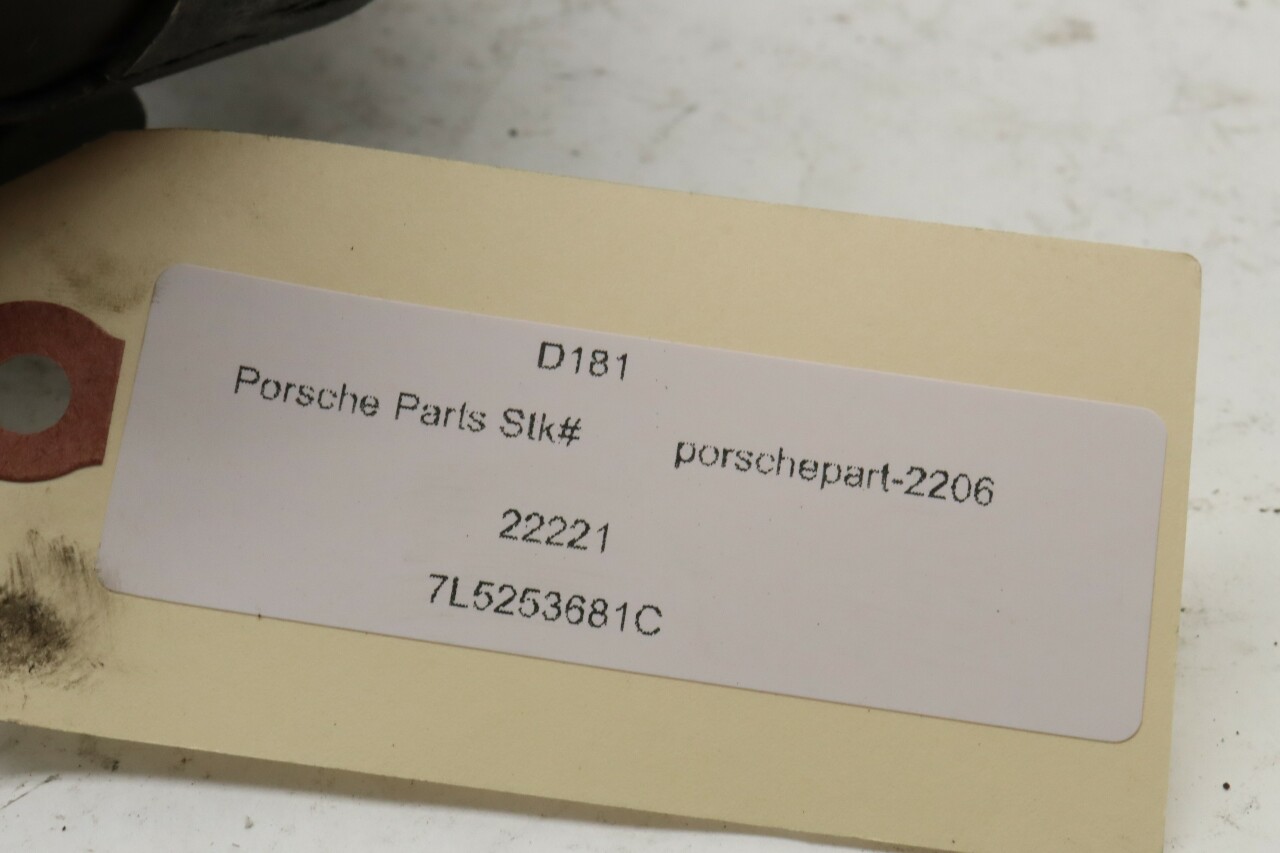 D181
Porsche Parts Stk# porschepart-2206
22221
7L5253681C